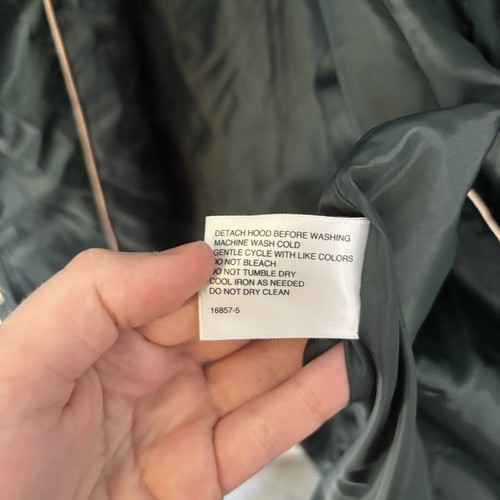 DETACH HOOD BEFORE WASHING
MACHINE WASH COLD
GENTLE CYCLE WITH LIKE COLORS
DO NOT BLEACH
DO NOT TUMBLE DRY
COOL IRON AS NEEDED
DO NOT DRY CLEAN
16857-5